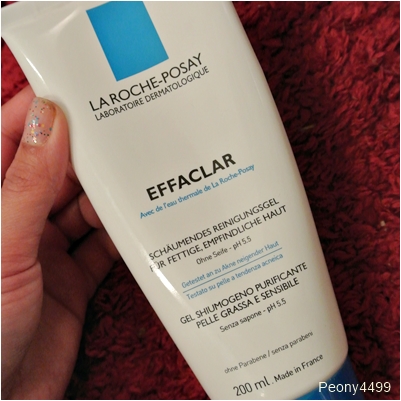 LA ROCHE-POSAY
LABORATOIRE DERMATOLOGIQUE
EFFACLAR
Avec de l'eau thermale de La Roche-Posay
SCHÄUMENDES REINIGUNGSGEL
FÜR FETTIGE, EMPFINDLICHE HAUT
Ohne Seife - pH 5.5
Getestet an zu Akne neigender Haut
Testato su pelle a tendenza acneica
GEL SHIUMOGENO PURIFICANTE
PELLE GRASSA E SENSIBILE
Senza sapone - pH 5.5
ohne Parabene / senza parabeni
200 ml. Made in France
Peony4499